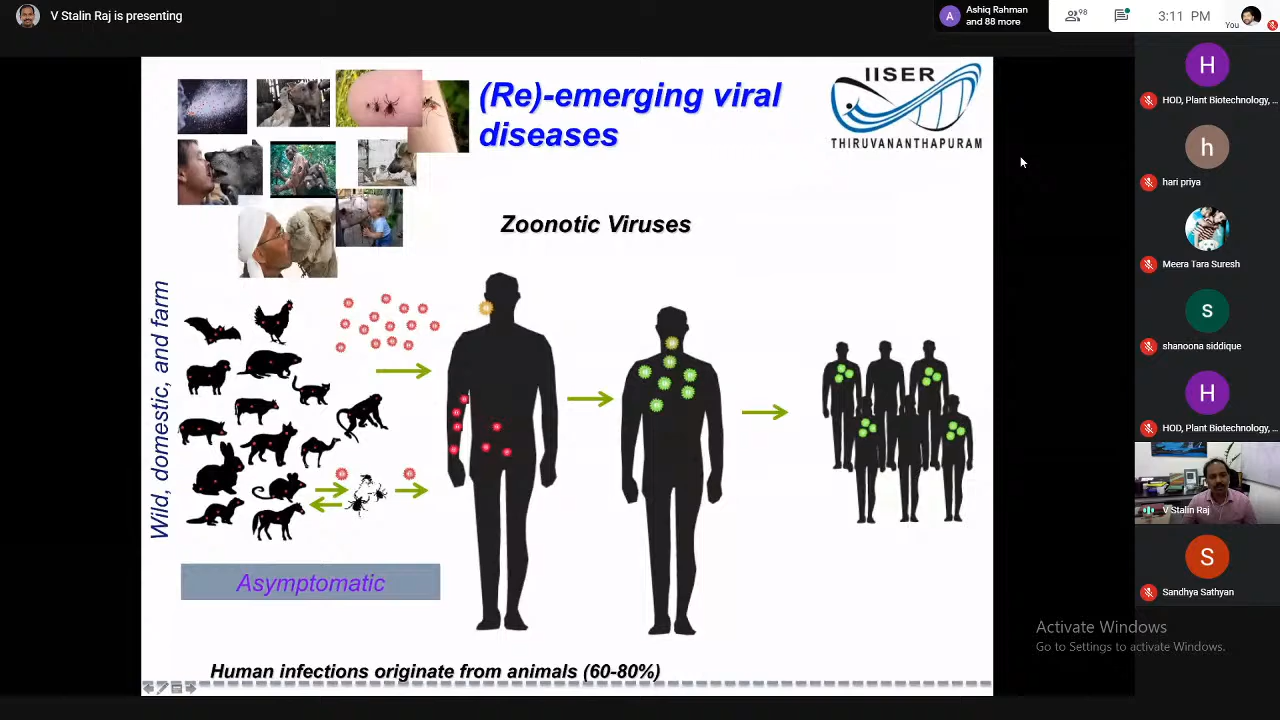 V Stalin Raj is presenting
A
Ashiq Rahman
and 88 more
98
3:11 PM
You
(Re)-emerging viral
diseases
IISER
THIRUVANANTHAPURAM
Zoonotic Viruses
Wild, domestic, and farm
Asymptomatic
Human infections originate from animals (60-80%)
H
HOD, Plant Biotechnology, ...
h
hari priya
Meera Tara Suresh
s
shanoona siddique
H
HOD, Plant Biotechnology, ...
V Stalin Raj
S
Sandhya Sathyan
Activate Windows
Go to Settings to activate Windows.